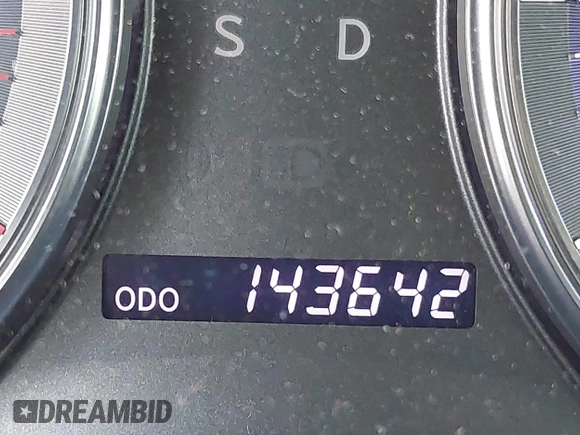 S D
ODO 143642
DREAMBID